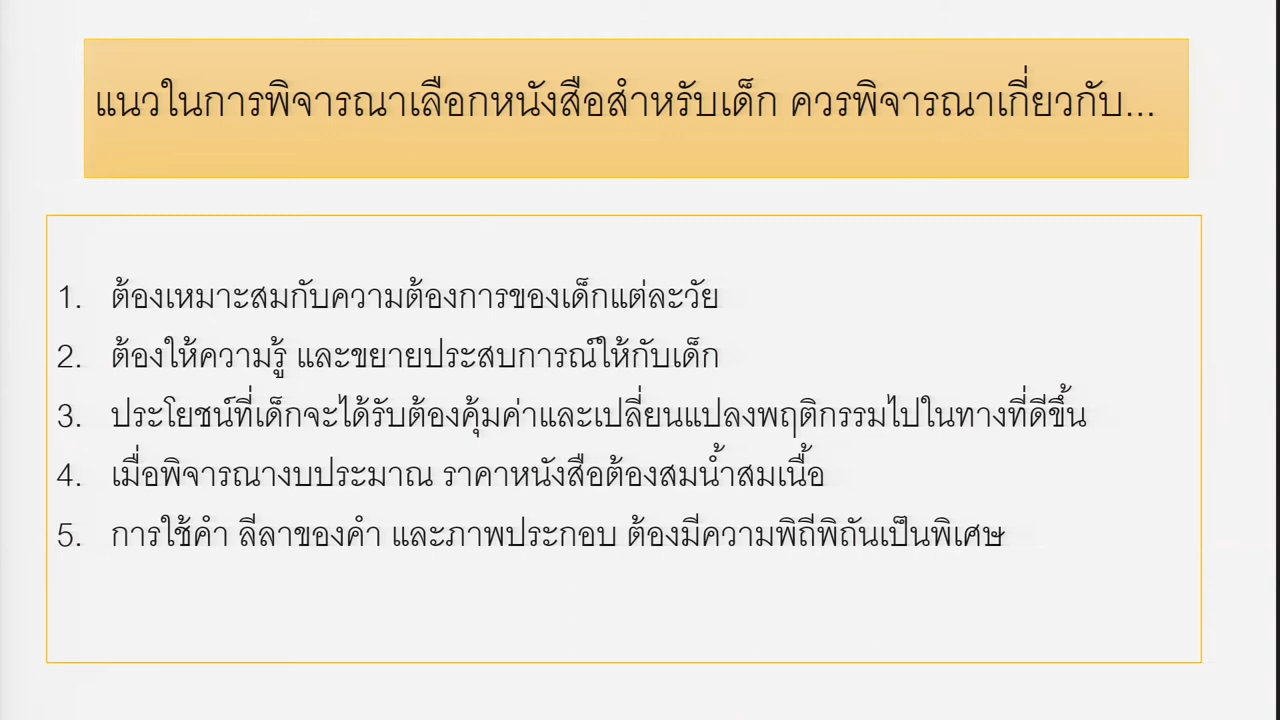 แนวในการพิจารณาเลือกหนังสือสำหรับเด็ก ควรพิจารณาเกี่ยวกับ...
1. ต้องเหมาะสมกับความต้องการของเด็กแต่ละวัย
2. ต้องให้ความรู้ และขยายประสบการณ์ให้กับเด็ก
3. ประโยชน์ที่เด็กจะได้รับต้องคุ้มค่าและเปลี่ยนแปลงพฤติกรรมไปในทางที่ดีขึ้น
4. เมื่อพิจารณางบประมาณ ราคาหนังสือต้องสมน้ำสมเนื้อ
5. การใช้คำ ลีลาของคำ และภาพประกอบ ต้องมีความพิถีพิถันเป็นพิเศษ